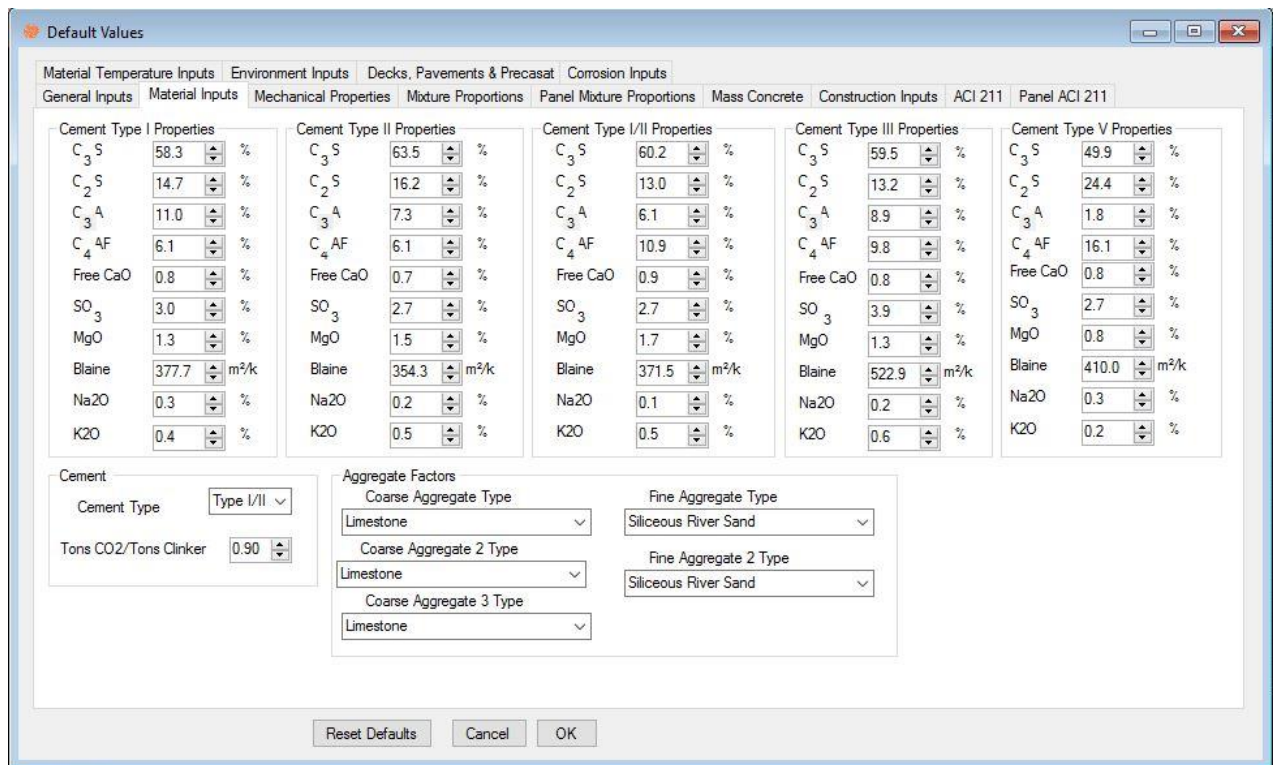 Default Values
Material Temperature Inputs Environment Inputs Decks, Pavements & Precasat Corrosion Inputs
General Inputs Material Inputs Mechanical Properties Mixture Proportions Panel Mixture Proportions Mass Concrete Construction Inputs ACI 211 Panel ACI 211
Cement Type I Properties Cement Type II Properties Cement Type I/II Properties Cement Type III Properties Cement Type V Properties
C3S 58.3 % C3S 63.5 % C3S 60.2 % C3S 59.5 % C3S 49.9 %
C2S 14.7 % C2S 16.2 % C2S 13.0 % C2S 13.2 % C2S 24.4 %
C3A 11.0 % C3A 7.3 % C3A 6.1 % C3A 8.9 % C3A 1.8 %
C4AF 6.1 % C4AF 6.1 % C4AF 10.9 % C4AF 9.8 % C4AF 16.1 %
Free CaO 0.8 % Free CaO 0.7 % Free CaO 0.9 % Free CaO 0.8 % Free CaO 0.8 %
SO3 3.0 % SO3 2.7 % SO3 2.7 % SO3 3.9 % SO3 2.7 %
MgO 1.3 % MgO 1.5 % MgO 1.7 % MgO 1.3 % MgO 0.8 %
Blaine 377.7 m²/k Blaine 354.3 m²/k Blaine 371.5 m²/k Blaine 522.9 m²/k Blaine 410.0 m²/k
Na2O 0.3 % Na2O 0.2 % Na2O 0.1 % Na2O 0.2 % Na2O 0.3 %
K2O 0.4 % K2O 0.5 % K2O 0.5 % K2O 0.6 % K2O 0.2 %
Cement
Cement Type Type I/II
Tons CO2/Tons Clinker 0.90
Aggregate Factors
Coarse Aggregate Type Fine Aggregate Type
Limestone Siliceous River Sand
Coarse Aggregate 2 Type Fine Aggregate 2 Type
Limestone Siliceous River Sand
Coarse Aggregate 3 Type
Limestone
Reset Defaults Cancel OK